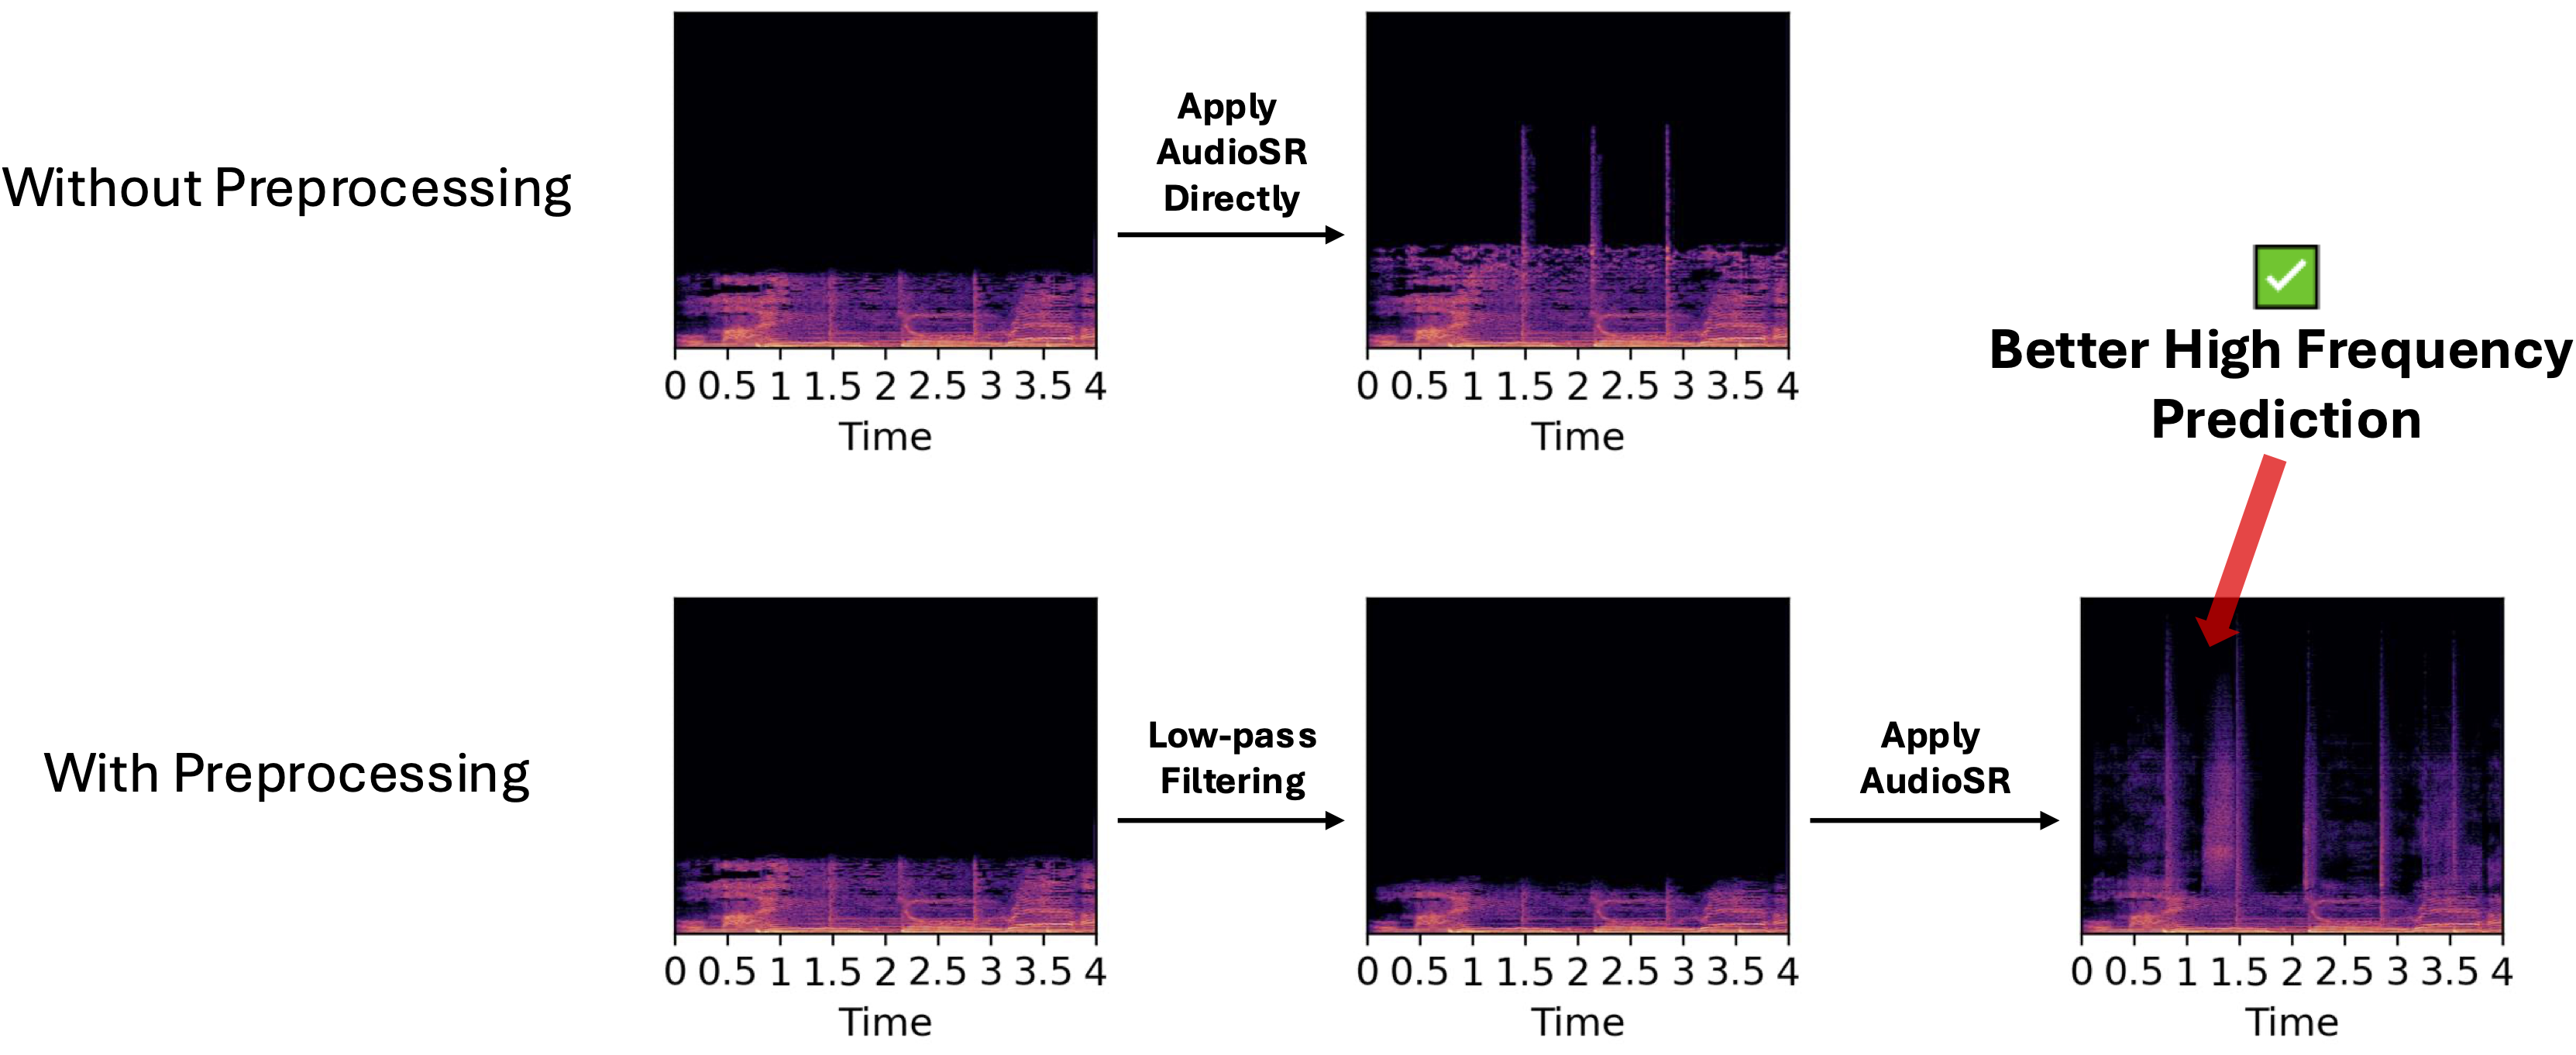 Without Preprocessing
Apply
AudioSR
Directly
0 0.5 1 1.5 2 2.5 3 3.5 4
Time
0 0.5 1 1.5 2 2.5 3 3.5 4
Time
Better High Frequency
Prediction
With Preprocessing
Low-pass
Filtering
Apply
AudioSR
0 0.5 1 1.5 2 2.5 3 3.5 4
Time
0 0.5 1 1.5 2 2.5 3 3.5 4
Time
0 0.5 1 1.5 2 2.5 3 3.5 4
Time